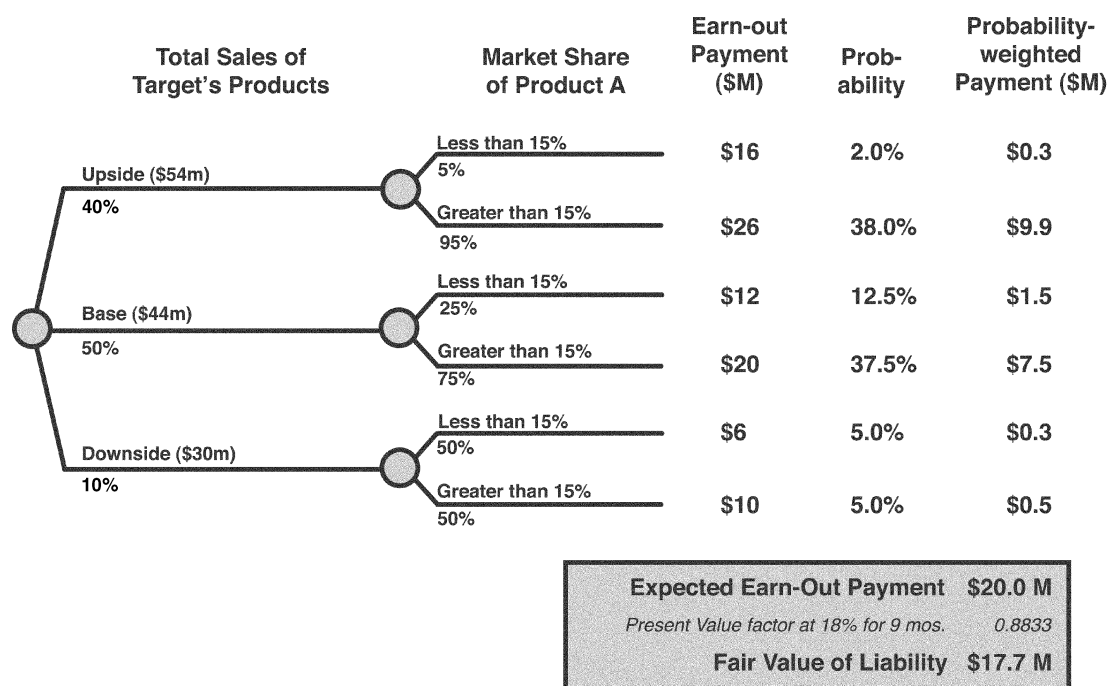 Total Sales of
Target's Products
Market Share
of Product A
Earn-out
Payment
($M)
Prob-
ability
Probability-
weighted
Payment ($M)
Upside ($54m)
40%
Less than 15%
5%
$16 2.0% $0.3
Greater than 15%
95%
$26 38.0% $9.9
Base ($44m)
50%
Less than 15%
25%
$12 12.5% $1.5
Greater than 15%
75%
$20 37.5% $7.5
Downside ($30m)
10%
Less than 15%
50%
$6 5.0% $0.3
Greater than 15%
50%
$10 5.0% $0.5
Expected Earn-Out Payment $20.0 M
Present Value factor at 18% for 9 mos. 0.8833
Fair Value of Liability $17.7 M